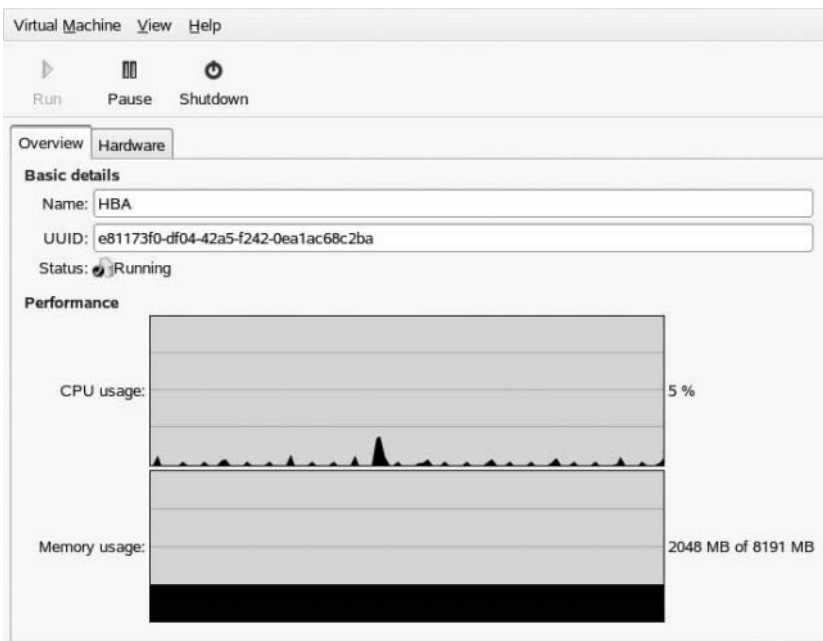 Virtual Machine View Help
Run Pause Shutdown
Overview Hardware
Basic details
Name: HBA
UUID: e81173f0-df04-42a5-f242-0ea1ac68c2ba
Status: Running
Performance
CPU usage: 5 %
Memory usage: 2048 MB of 8191 MB